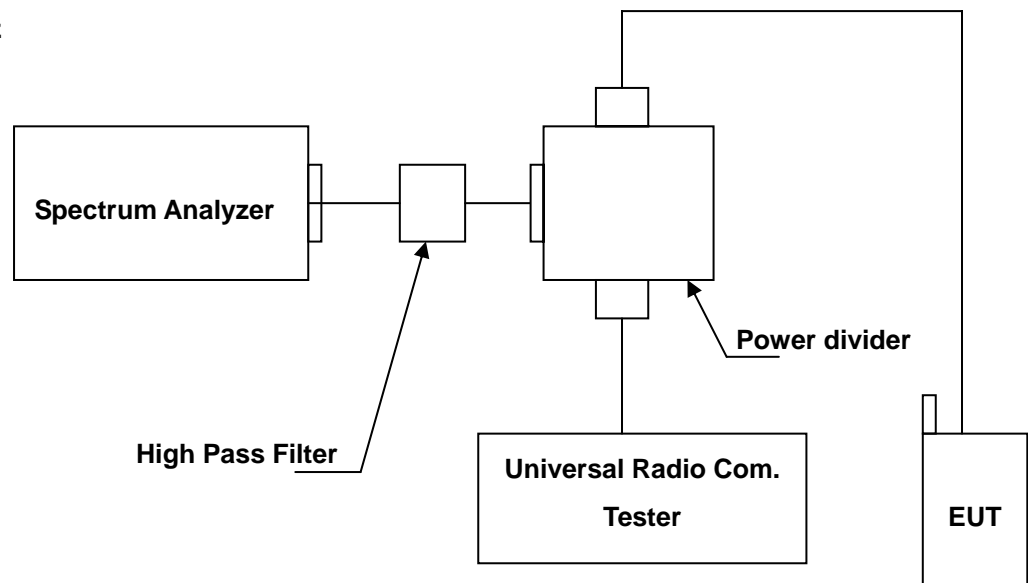 Spectrum Analyzer
Power divider
High Pass Filter
Universal Radio Com.
Tester
EUT